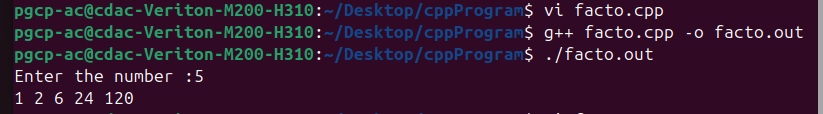 pgcp-ac@cdac-Veriton-M200-H310:~/Desktop/cppProgram$ vi facto.cpp
pgcp-ac@cdac-Veriton-M200-H310:~/Desktop/cppProgram$ g++ facto.cpp -o facto.out
pgcp-ac@cdac-Veriton-M200-H310:~/Desktop/cppProgram$ ./facto.out
Enter the number :5
1 2 6 24 120